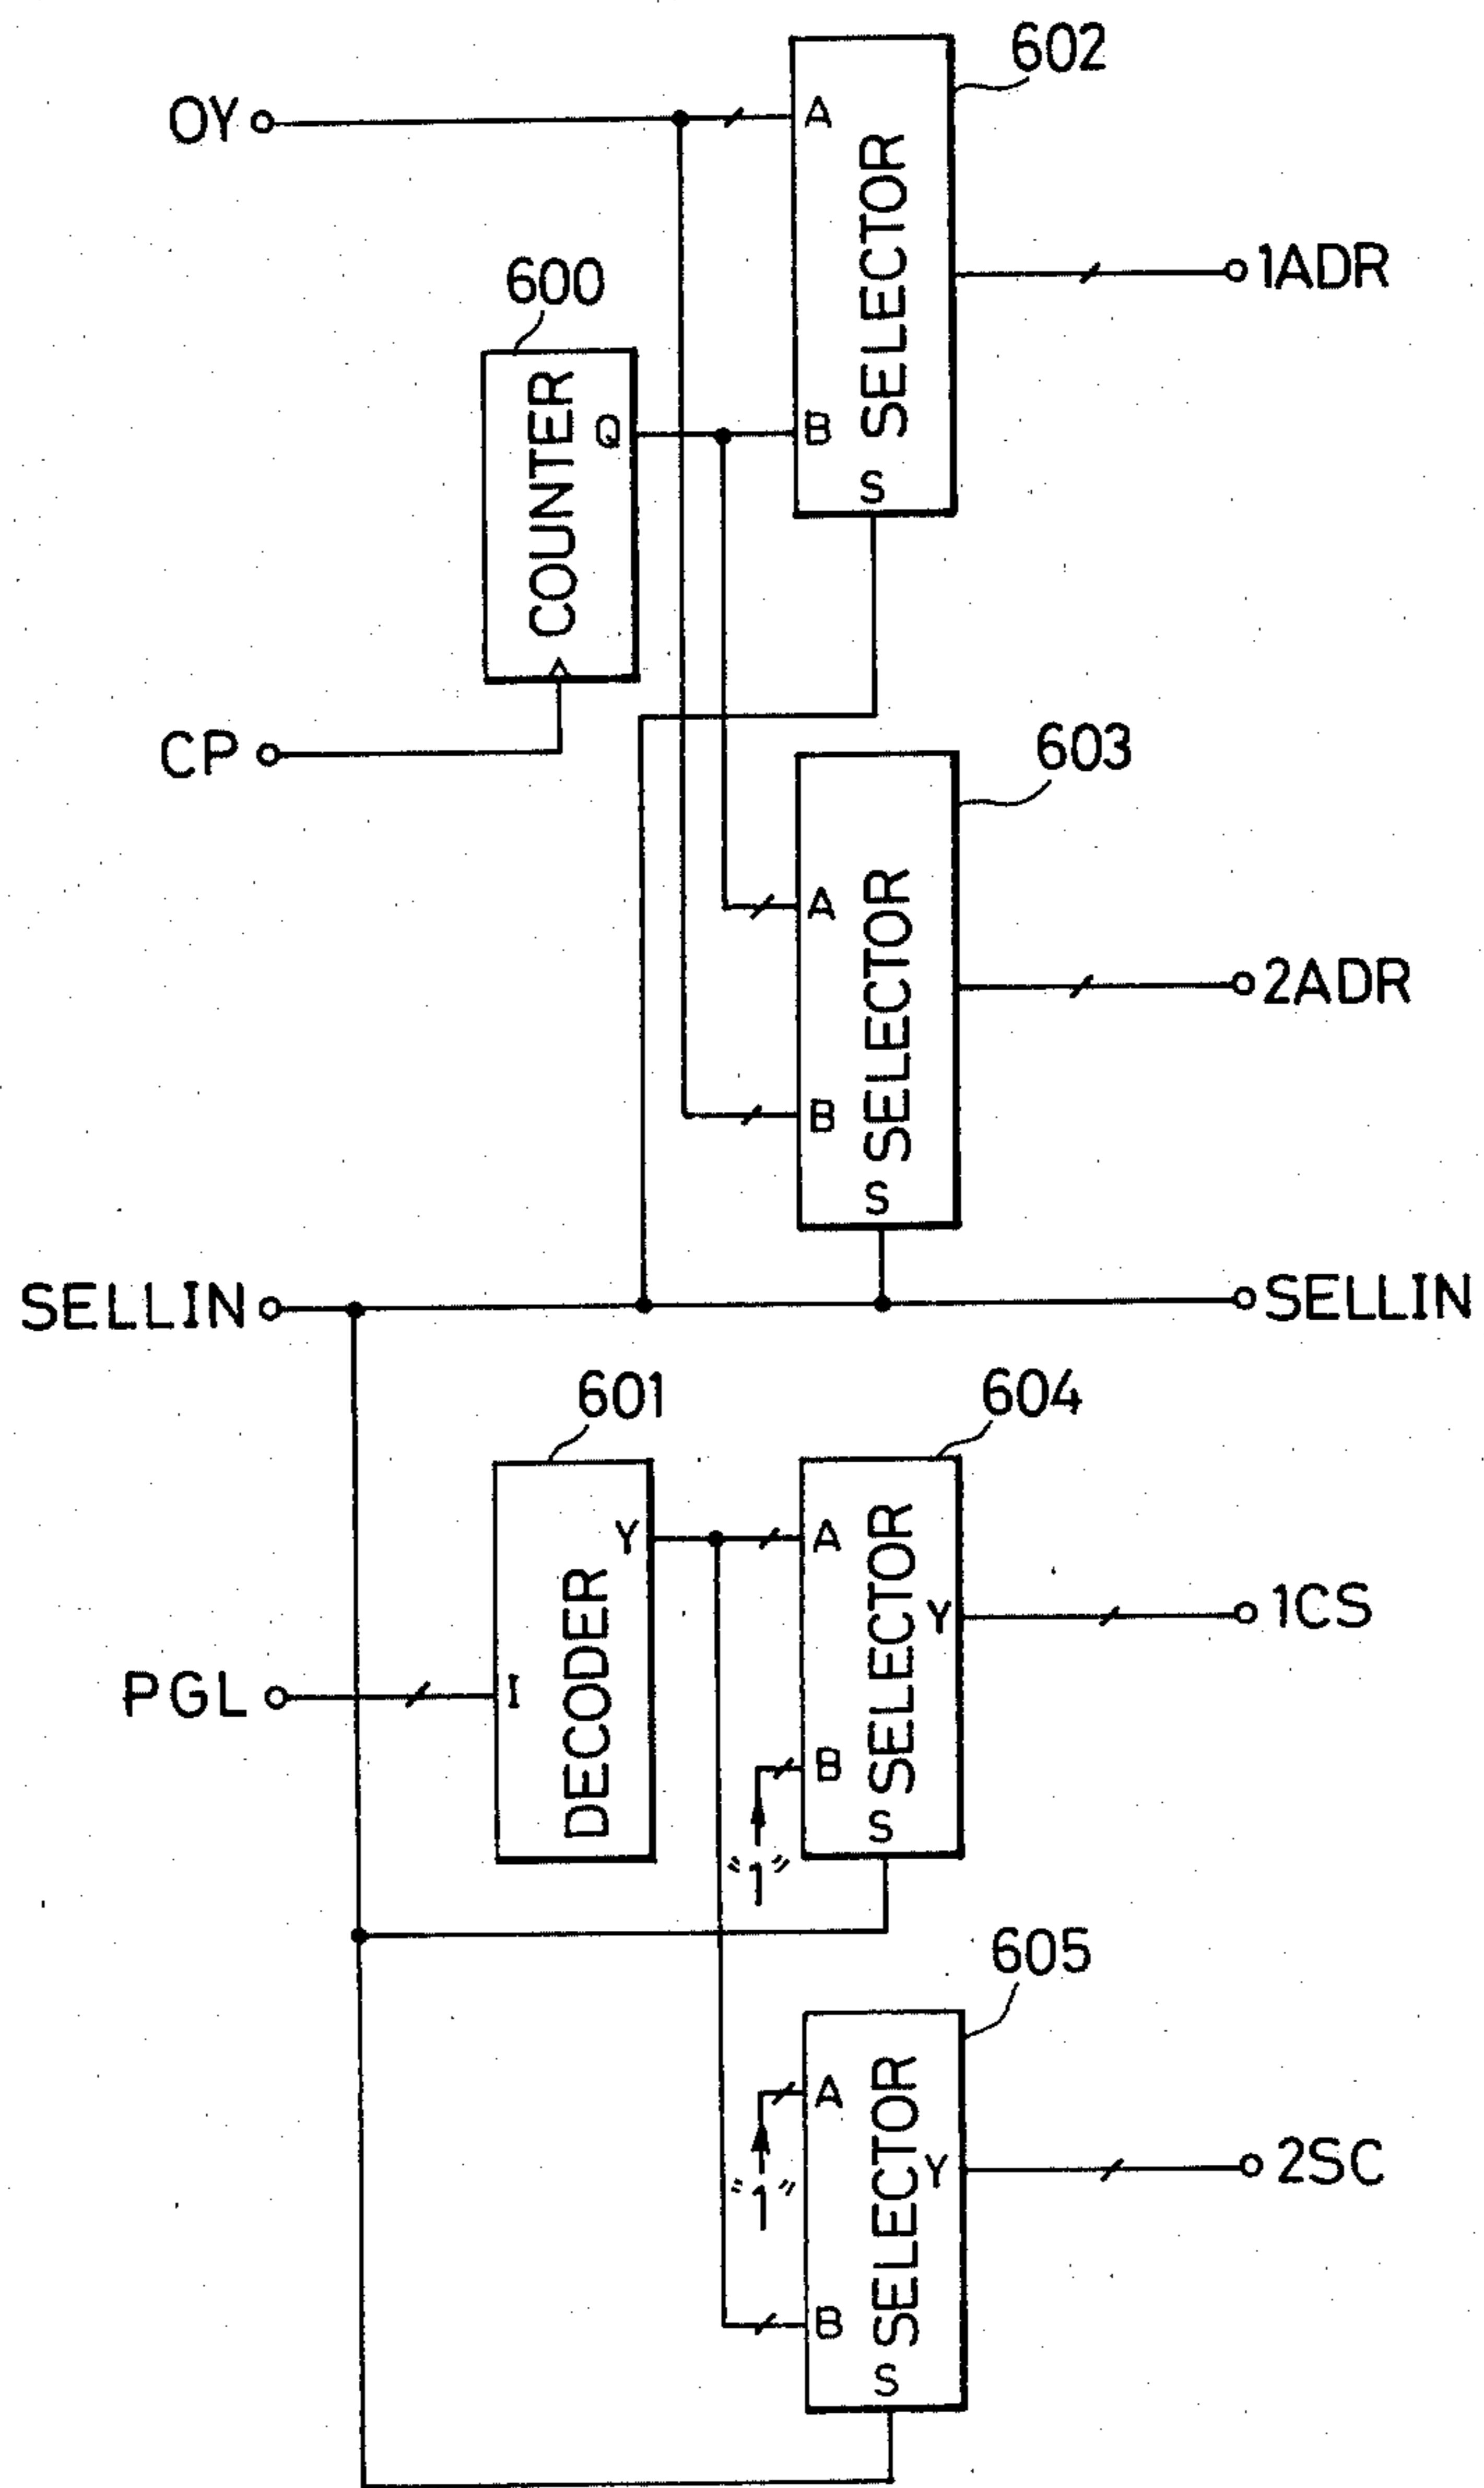 602
OY
A
SELECTOR
1ADR
600
COUNTER
Q
B
S
CP
603
A
SELECTOR
2ADR
B
S
SELLIN
SELLIN
601
604
Y
A
DECODER
SELECTOR
Y
1CS
PGL
I
B
S
"1"
605
A
SELECTOR
Y
2SC
"1"
B
S